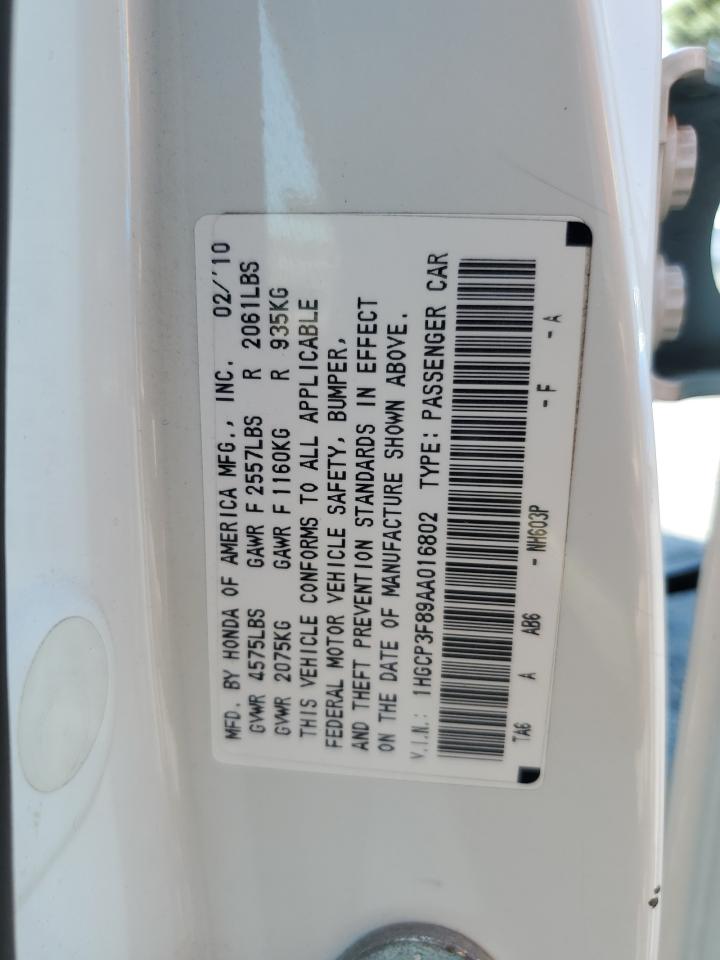 MFD. BY HONDA OF AMERICA MFG., INC. 02/'10
GVWR 4575LBS GAWR F 2557LBS R 2061LBS
GVWR 2075KG GAWR F 1160KG R 935KG
THIS VEHICLE CONFORMS TO ALL APPLICABLE
FEDERAL MOTOR VEHICLE SAFETY, BUMPER,
AND THEFT PREVENTION STANDARDS IN EFFECT
ON THE DATE OF MANUFACTURE SHOWN ABOVE.
V.I.N.: 1HGCP3F89AA016802 TYPE: PASSENGER CAR
TA6 A AB6 - NH603P - F - A